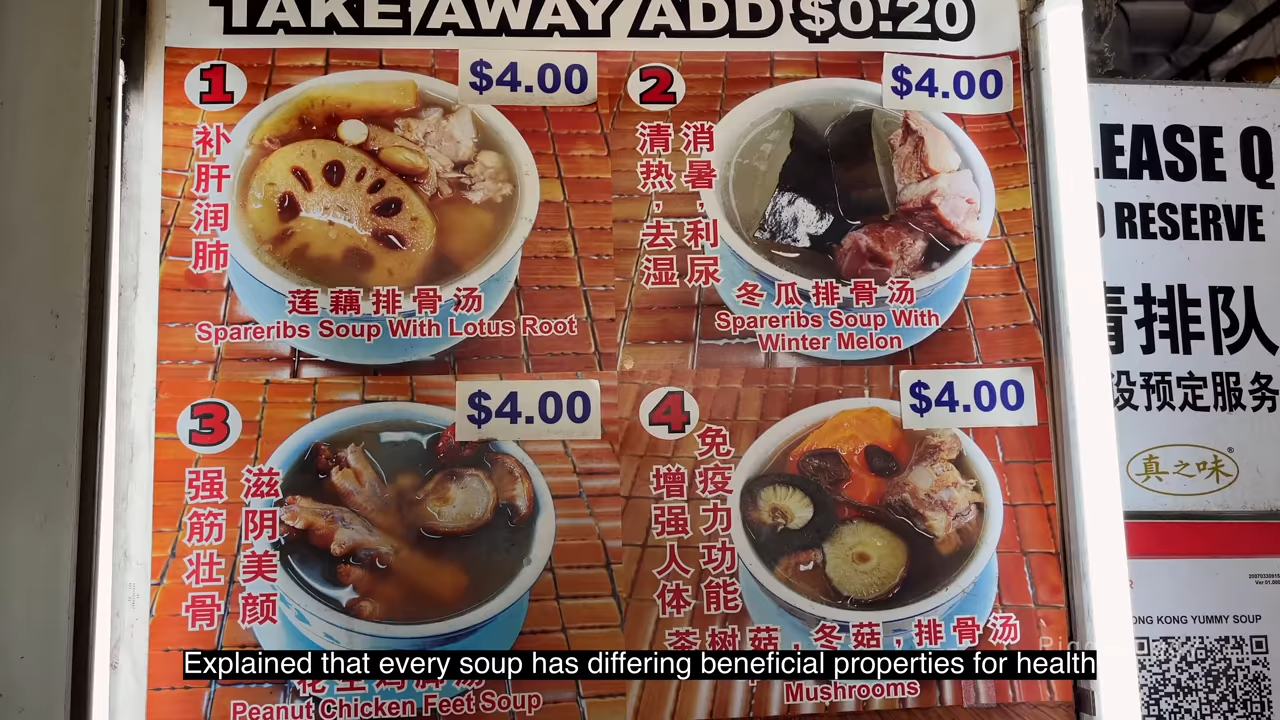 TAKE AWAY ADD $0.20
1
$4.00
补肝润肺
莲藕排骨汤
Spareribs Soup With Lotus Root
2
$4.00
清热,去湿
消暑,利尿
冬瓜排骨汤
Spareribs Soup With
Winter Melon
3
$4.00
强筋壮骨
滋阴美颜
Peanut Chicken Feet Soup
4
$4.00
增强人体
免疫力功能
茶树菇,冬菇,排骨汤
Mushrooms
LEASE Q
RESERVE
请排队
设预定服务
真之味
ONG KONG YUMMY SOUP
Explained that every soup has differing beneficial properties for health